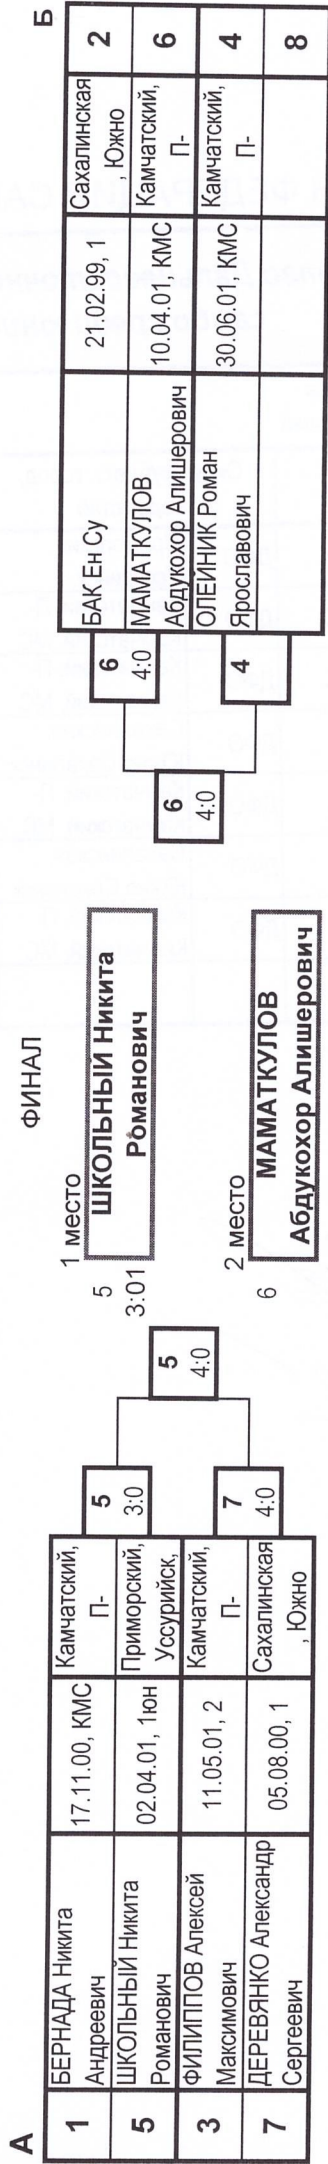 А
1
БЕРНАДА Никита
Андреевич
17.11.00, КМС
Камчатский,
П-
5
ШКОЛЬНЫЙ Никита
Романович
02.04.01, 1юн
Приморский,
Уссурийск,
3
ФИЛИППОВ Алексей
Максимович
11.05.01, 2
Камчатский,
П-
7
ДЕРЕВЯНКО Александр
Сергеевич
05.08.00, 1
Сахалинская
, Южно
5
3:0
7
4:0
5
4:0
ФИНАЛ
1 место
5
3:01
ШКОЛЬНЫЙ Никита
Романович
2 место
6
МАМАТКУЛОВ
Абдукохор Алишерович
6
4:0
6
4:0
4
Б
БАК Ен Су
21.02.99, 1
Сахалинская
, Южно
2
МАМАТКУЛОВ
Абдукохор Алишерович
10.04.01, КМС
Камчатский,
П-
6
ОЛЕЙНИК Роман
Ярославович
30.06.01, КМС
Камчатский,
П-
4
8